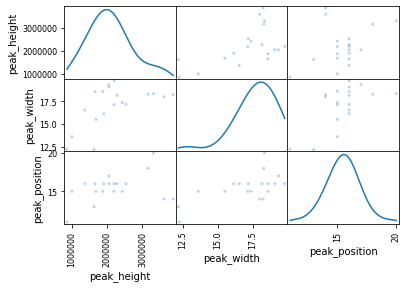 peak_height
3000000
2000000
1000000
peak_width
17.5
15.0
12.5
peak_position
20
15
1000000 2000000 3000000
12.5 15.0 17.5
15 20
peak_height peak_width peak_position